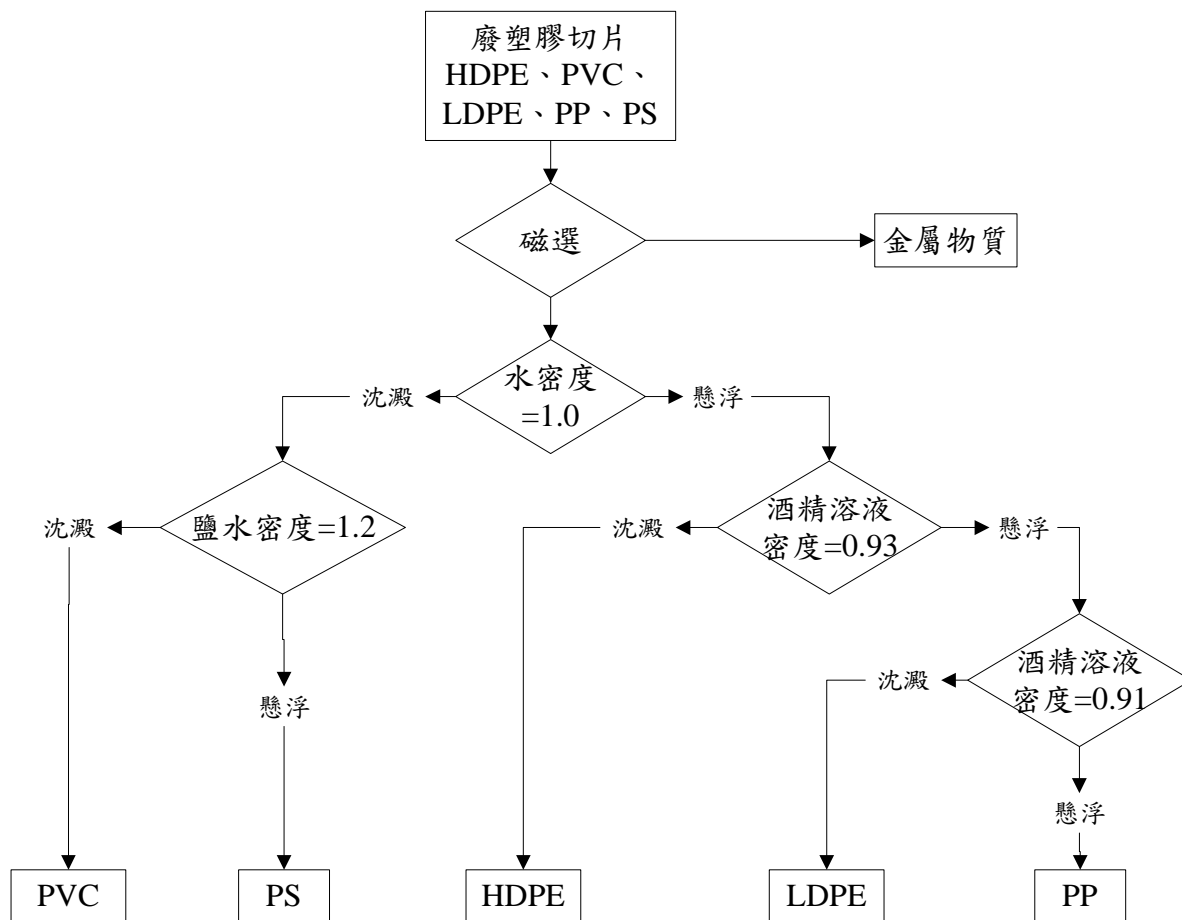 廢塑膠切片
HDPE、PVC、
LDPE、PP、PS
磁選
金屬物質
水密度
=1.0
沈澱
懸浮
鹽水密度=1.2
沈澱
懸浮
酒精溶液
密度=0.93
沈澱
懸浮
酒精溶液
密度=0.91
沈澱
懸浮
PVC
PS
HDPE
LDPE
PP